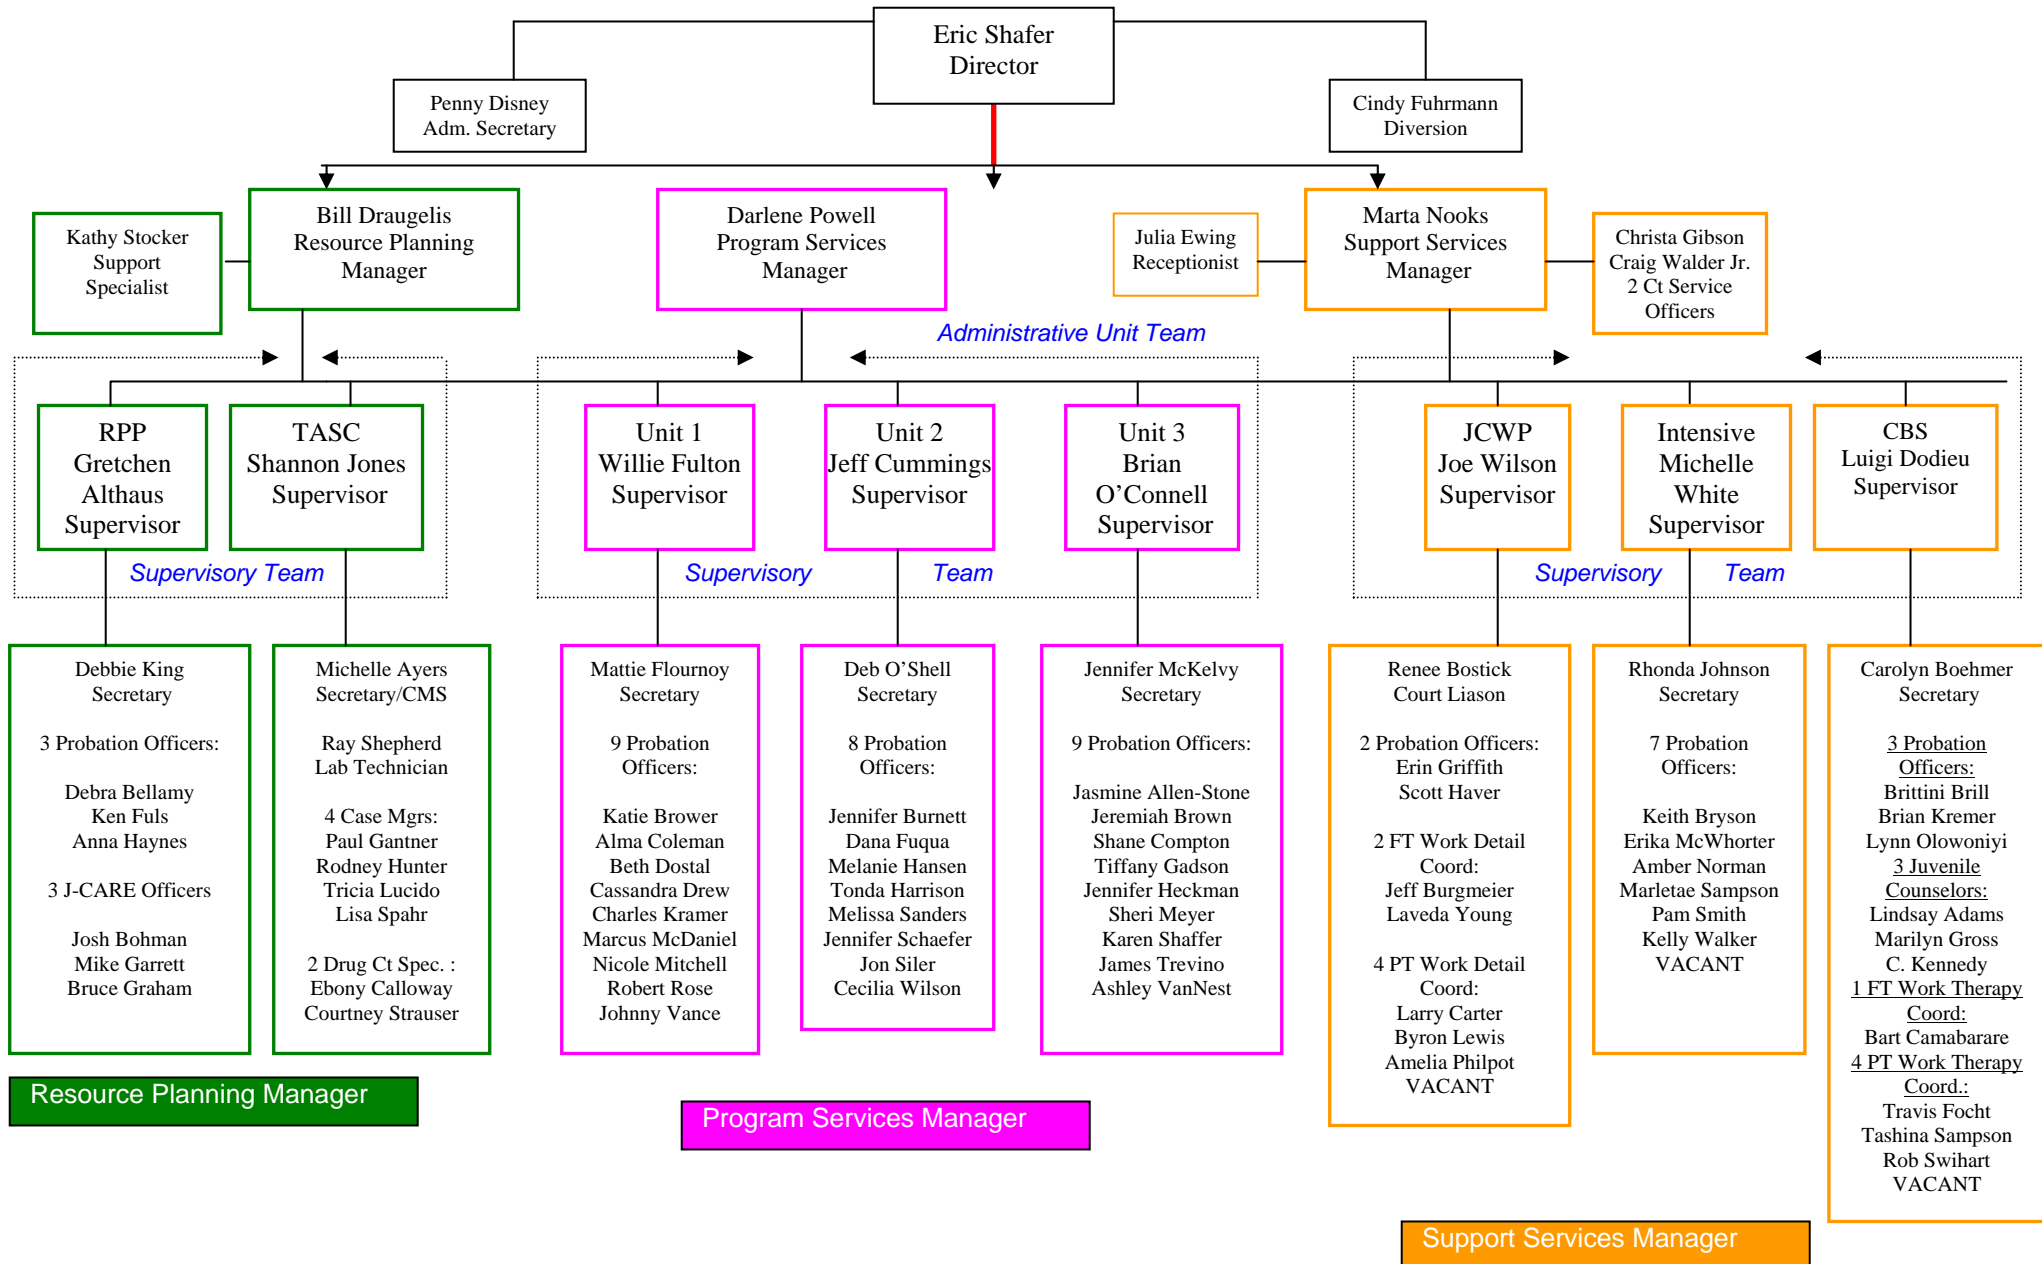 Eric Shafer
Director
Penny Disney
Adm. Secretary
Cindy Fuhrmann
Diversion
Kathy Stocker
Support
Specialist
Bill Draugelis
Resource Planning
Manager
Darlene Powell
Program Services
Manager
Julia Ewing
Receptionist
Marta Nooks
Support Services
Manager
Christa Gibson
Craig Walder Jr.
2 Ct Service
Officers
Administrative Unit Team
RPP
Gretchen
Althaus
Supervisor
TASC
Shannon Jones
Supervisor
Unit 1
Willie Fulton
Supervisor
Unit 2
Jeff Cummings
Supervisor
Unit 3
Brian
O’Connell
Supervisor
JCWP
Joe Wilson
Supervisor
Intensive
Michelle
White
Supervisor
CBS
Luigi Dodieu
Supervisor
Supervisory Team
Supervisory Team
Supervisory Team
Debbie King
Secretary
3 Probation Officers:
Debra Bellamy
Ken Fuls
Anna Haynes
3 J-CARE Officers
Josh Bohman
Mike Garrett
Bruce Graham
Michelle Ayers
Secretary/CMS
Ray Shepherd
Lab Technician
4 Case Mgrs:
Paul Gantner
Rodney Hunter
Tricia Lucido
Lisa Spahr
2 Drug Ct Spec. :
Ebony Calloway
Courtney Strauser
Mattie Flournoy
Secretary
9 Probation
Officers:
Katie Brower
Alma Coleman
Beth Dostal
Cassandra Drew
Charles Kramer
Marcus McDaniel
Nicole Mitchell
Robert Rose
Johnny Vance
Deb O’Shell
Secretary
8 Probation
Officers:
Jennifer Burnett
Dana Fuqua
Melanie Hansen
Tonda Harrison
Melissa Sanders
Jennifer Schaefer
Jon Siler
Cecilia Wilson
Jennifer McKelvy
Secretary
9 Probation Officers:
Jasmine Allen-Stone
Jeremiah Brown
Shane Compton
Tiffany Gadson
Jennifer Heckman
Sheri Meyer
Karen Shaffer
James Trevino
Ashley VanNest
Renee Bostick
Court Liason
2 Probation Officers:
Erin Griffith
Scott Haver
2 FT Work Detail
Coord:
Jeff Burgmeier
Laveda Young
4 PT Work Detail
Coord:
Larry Carter
Byron Lewis
Amelia Philpot
VACANT
Rhonda Johnson
Secretary
7 Probation
Officers:
Keith Bryson
Erika McWhorter
Amber Norman
Marletae Sampson
Pam Smith
Kelly Walker
VACANT
Carolyn Boehmer
Secretary
3 Probation
Officers:
Brittini Brill
Brian Kremer
Lynn Olowoniyi
3 Juvenile
Counselors:
Lindsay Adams
Marilyn Gross
C. Kennedy
1 FT Work Therapy
Coord:
Bart Camabarare
4 PT Work Therapy
Coord.:
Travis Focht
Tashina Sampson
Rob Swihart
VACANT
Resource Planning Manager
Program Services Manager
Support Services Manager